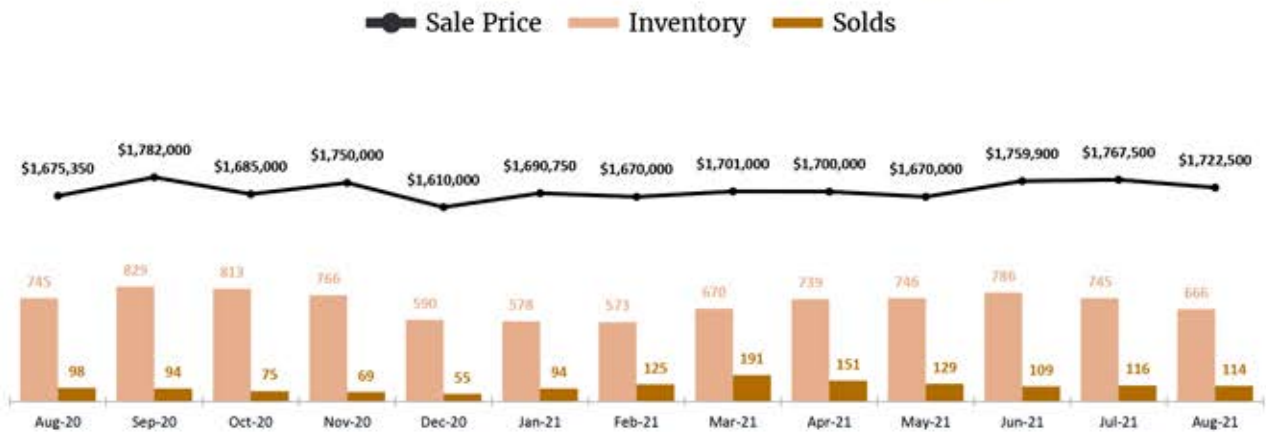 Sale Price Inventory Solds
$1,675,350 $1,782,000 $1,685,000 $1,750,000 $1,610,000 $1,690,750 $1,670,000 $1,701,000 $1,700,000 $1,670,000 $1,759,900 $1,767,500 $1,722,500
745 829 813 766 590 578 573 670 739 746 786 745 666
98 94 75 69 55 94 125 191 151 129 109 116 114
Aug-20 Sep-20 Oct-20 Nov-20 Dec-20 Jan-21 Feb-21 Mar-21 Apr-21 May-21 Jun-21 Jul-21 Aug-21